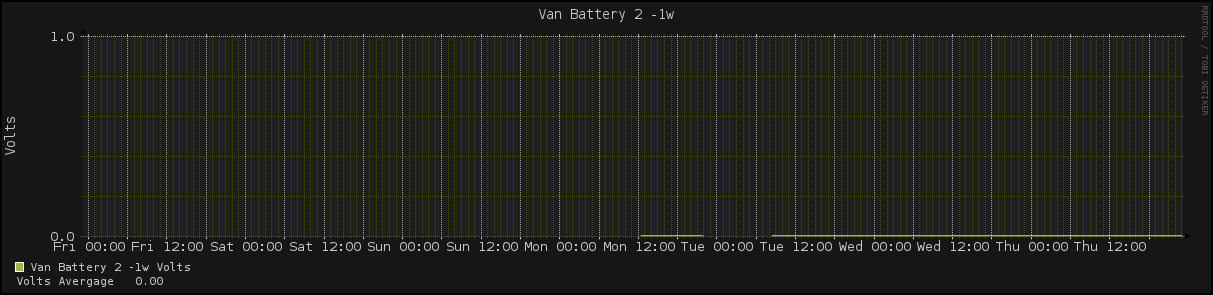 Van Battery 2 -1w
RRDTOOL / TOBI OETIKER
1.0
Volts
0.0
Fri 00:00 Fri 12:00 Sat 00:00 Sat 12:00 Sun 00:00 Sun 12:00 Mon 00:00 Mon 12:00 Tue 00:00 Tue 12:00 Wed 00:00 Wed 12:00 Thu 00:00 Thu 12:00
Van Battery 2 -1w Volts
Volts Avergage 0.00